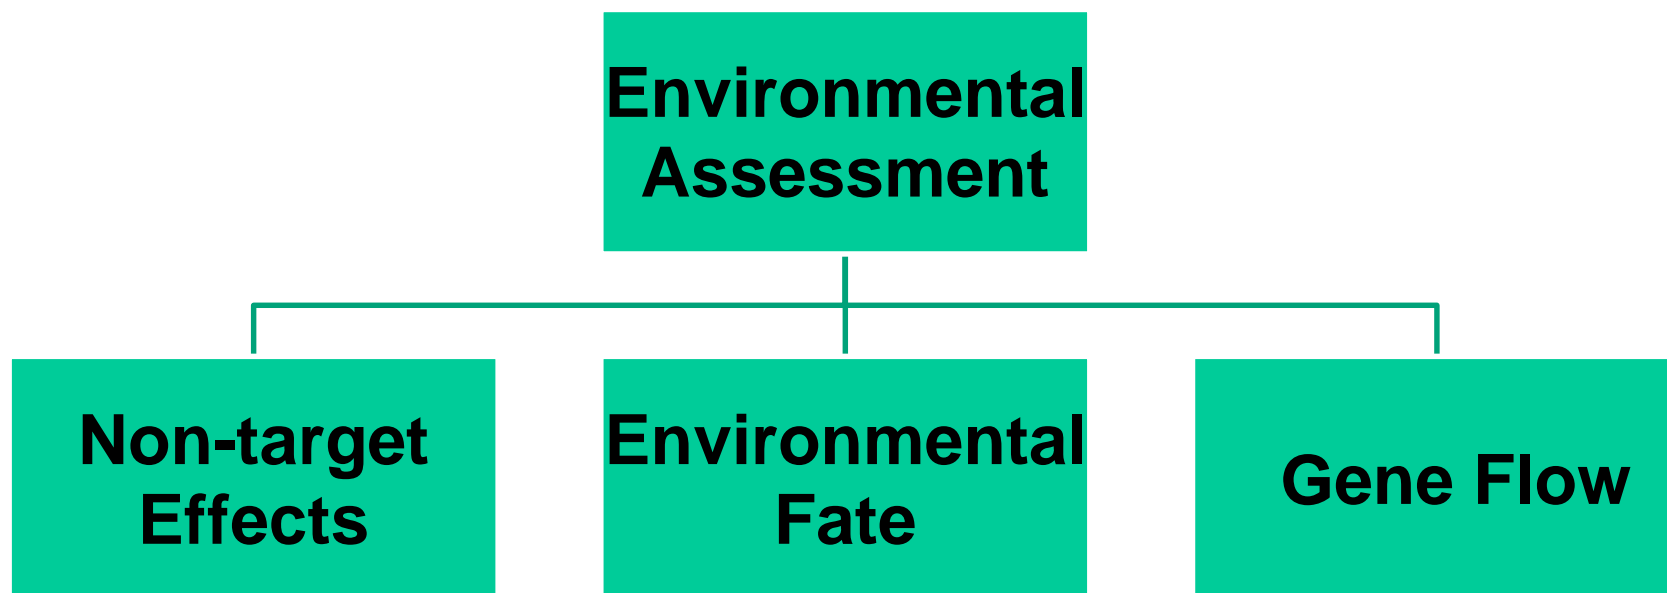 Environmental
Assessment
Non-target
Effects
Environmental
Fate
Gene Flow